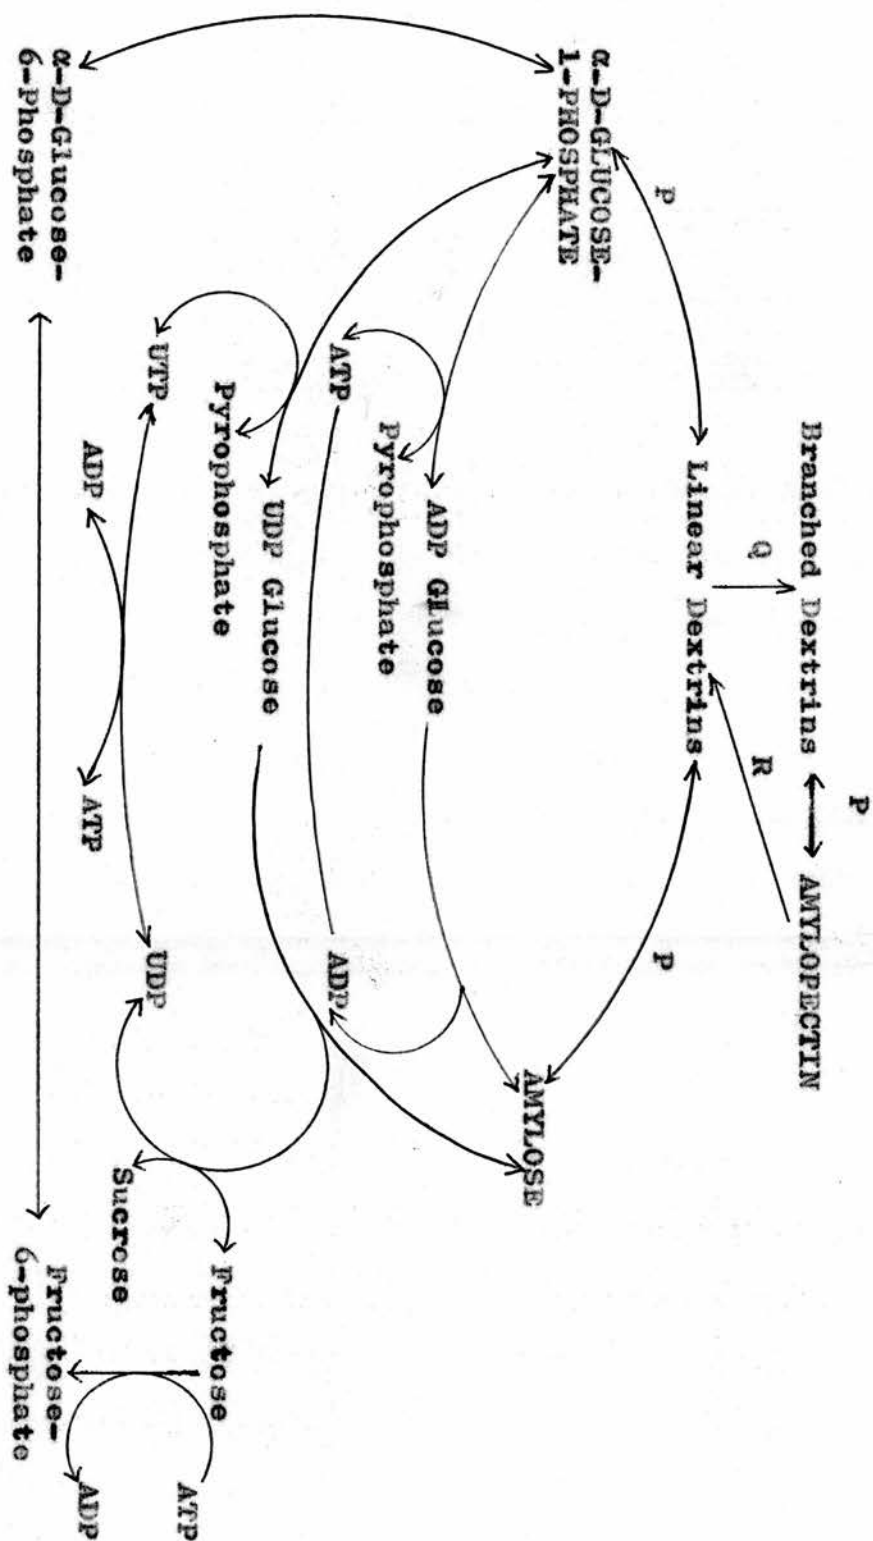 P
Branched Dextrins
AMYLOPECTIN
Q
R
P
Linear Dextrins
P
α-D-GLUCOSE-
1-PHOSPHATE
AMYLOSE
ADP GLucose
Pyrophosphate
ATP
ADP
UDP Glucose
Pyrophosphate
Fructose
ATP
UTP
UDP
Sucrose
ADP
ATP
ADP
α-D-Glucose-
6-Phosphate
Fructose-
6-phosphate